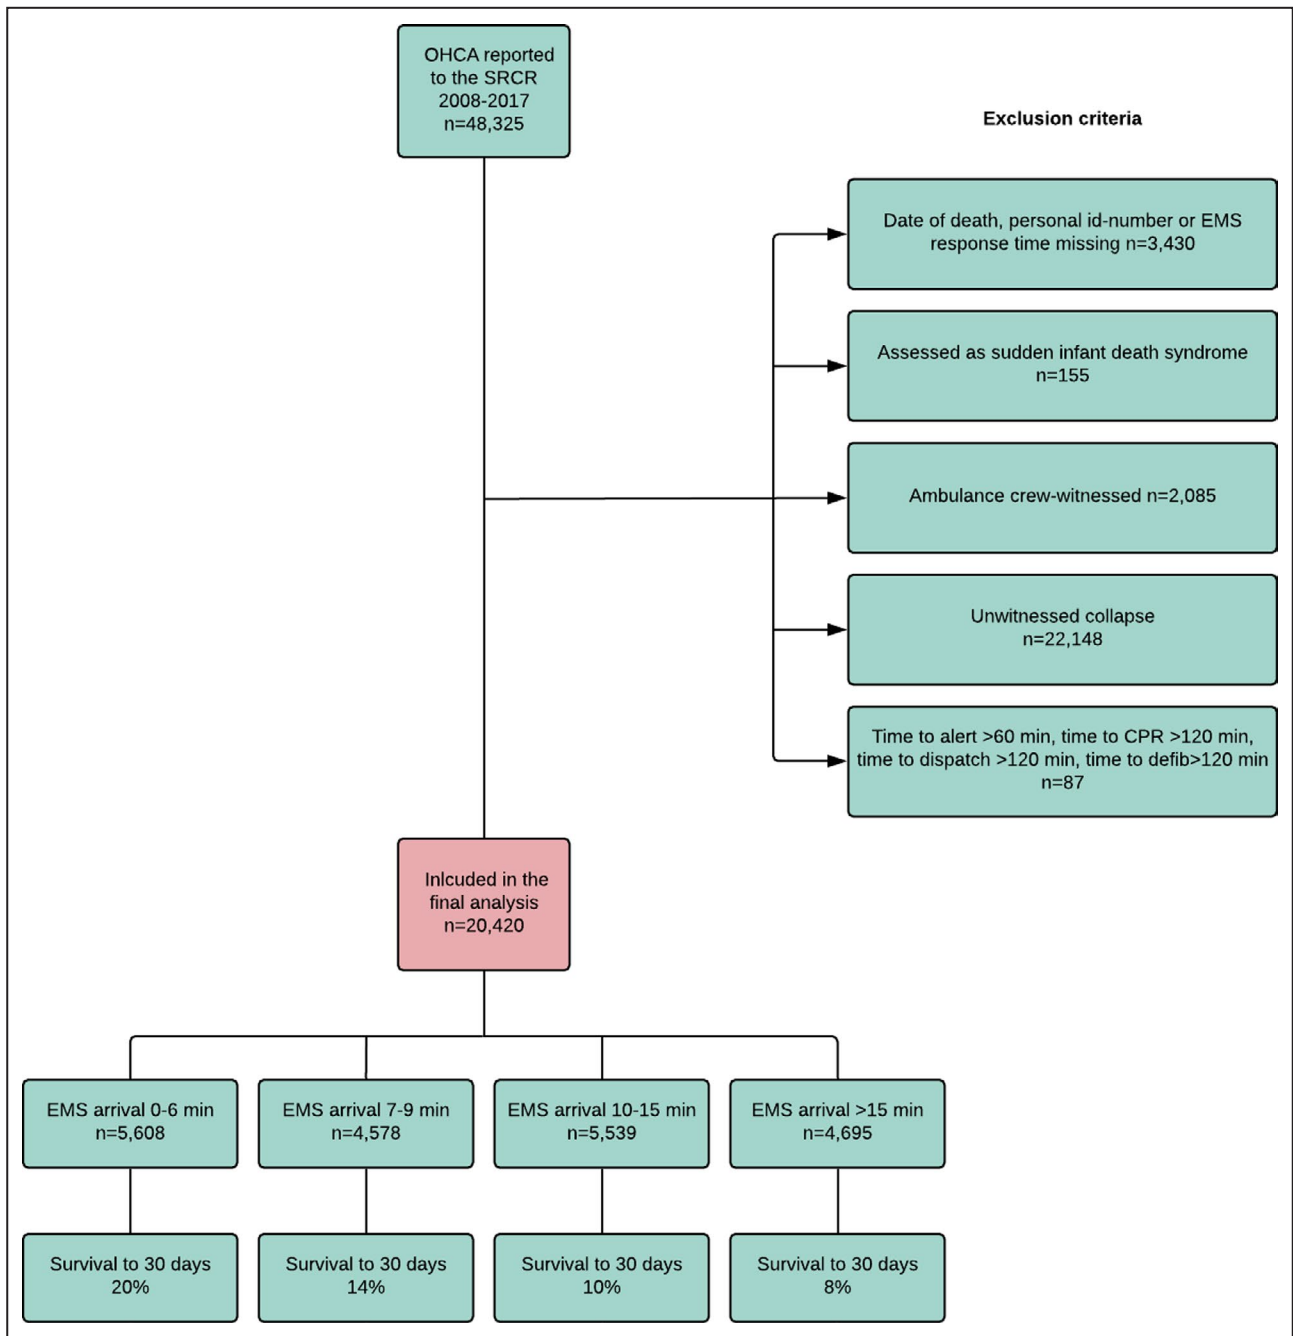 OHCA reported
to the SRCR
2008-2017
n=48,325
Exclusion criteria
Date of death, personal id-number or EMS
response time missing n=3,430
Assessed as sudden infant death syndrome
n=155
Ambulance crew-witnessed n=2,085
Unwitnessed collapse
n=22,148
Time to alert >60 min, time to CPR >120 min,
time to dispatch >120 min, time to defib>120 min
n=87
Inlcuded in the
final analysis
n=20,420
EMS arrival 0-6 min
n=5,608
EMS arrival 7-9 min
n=4,578
EMS arrival 10-15 min
n=5,539
EMS arrival >15 min
n=4,695
Survival to 30 days
20%
Survival to 30 days
14%
Survival to 30 days
10%
Survival to 30 days
8%